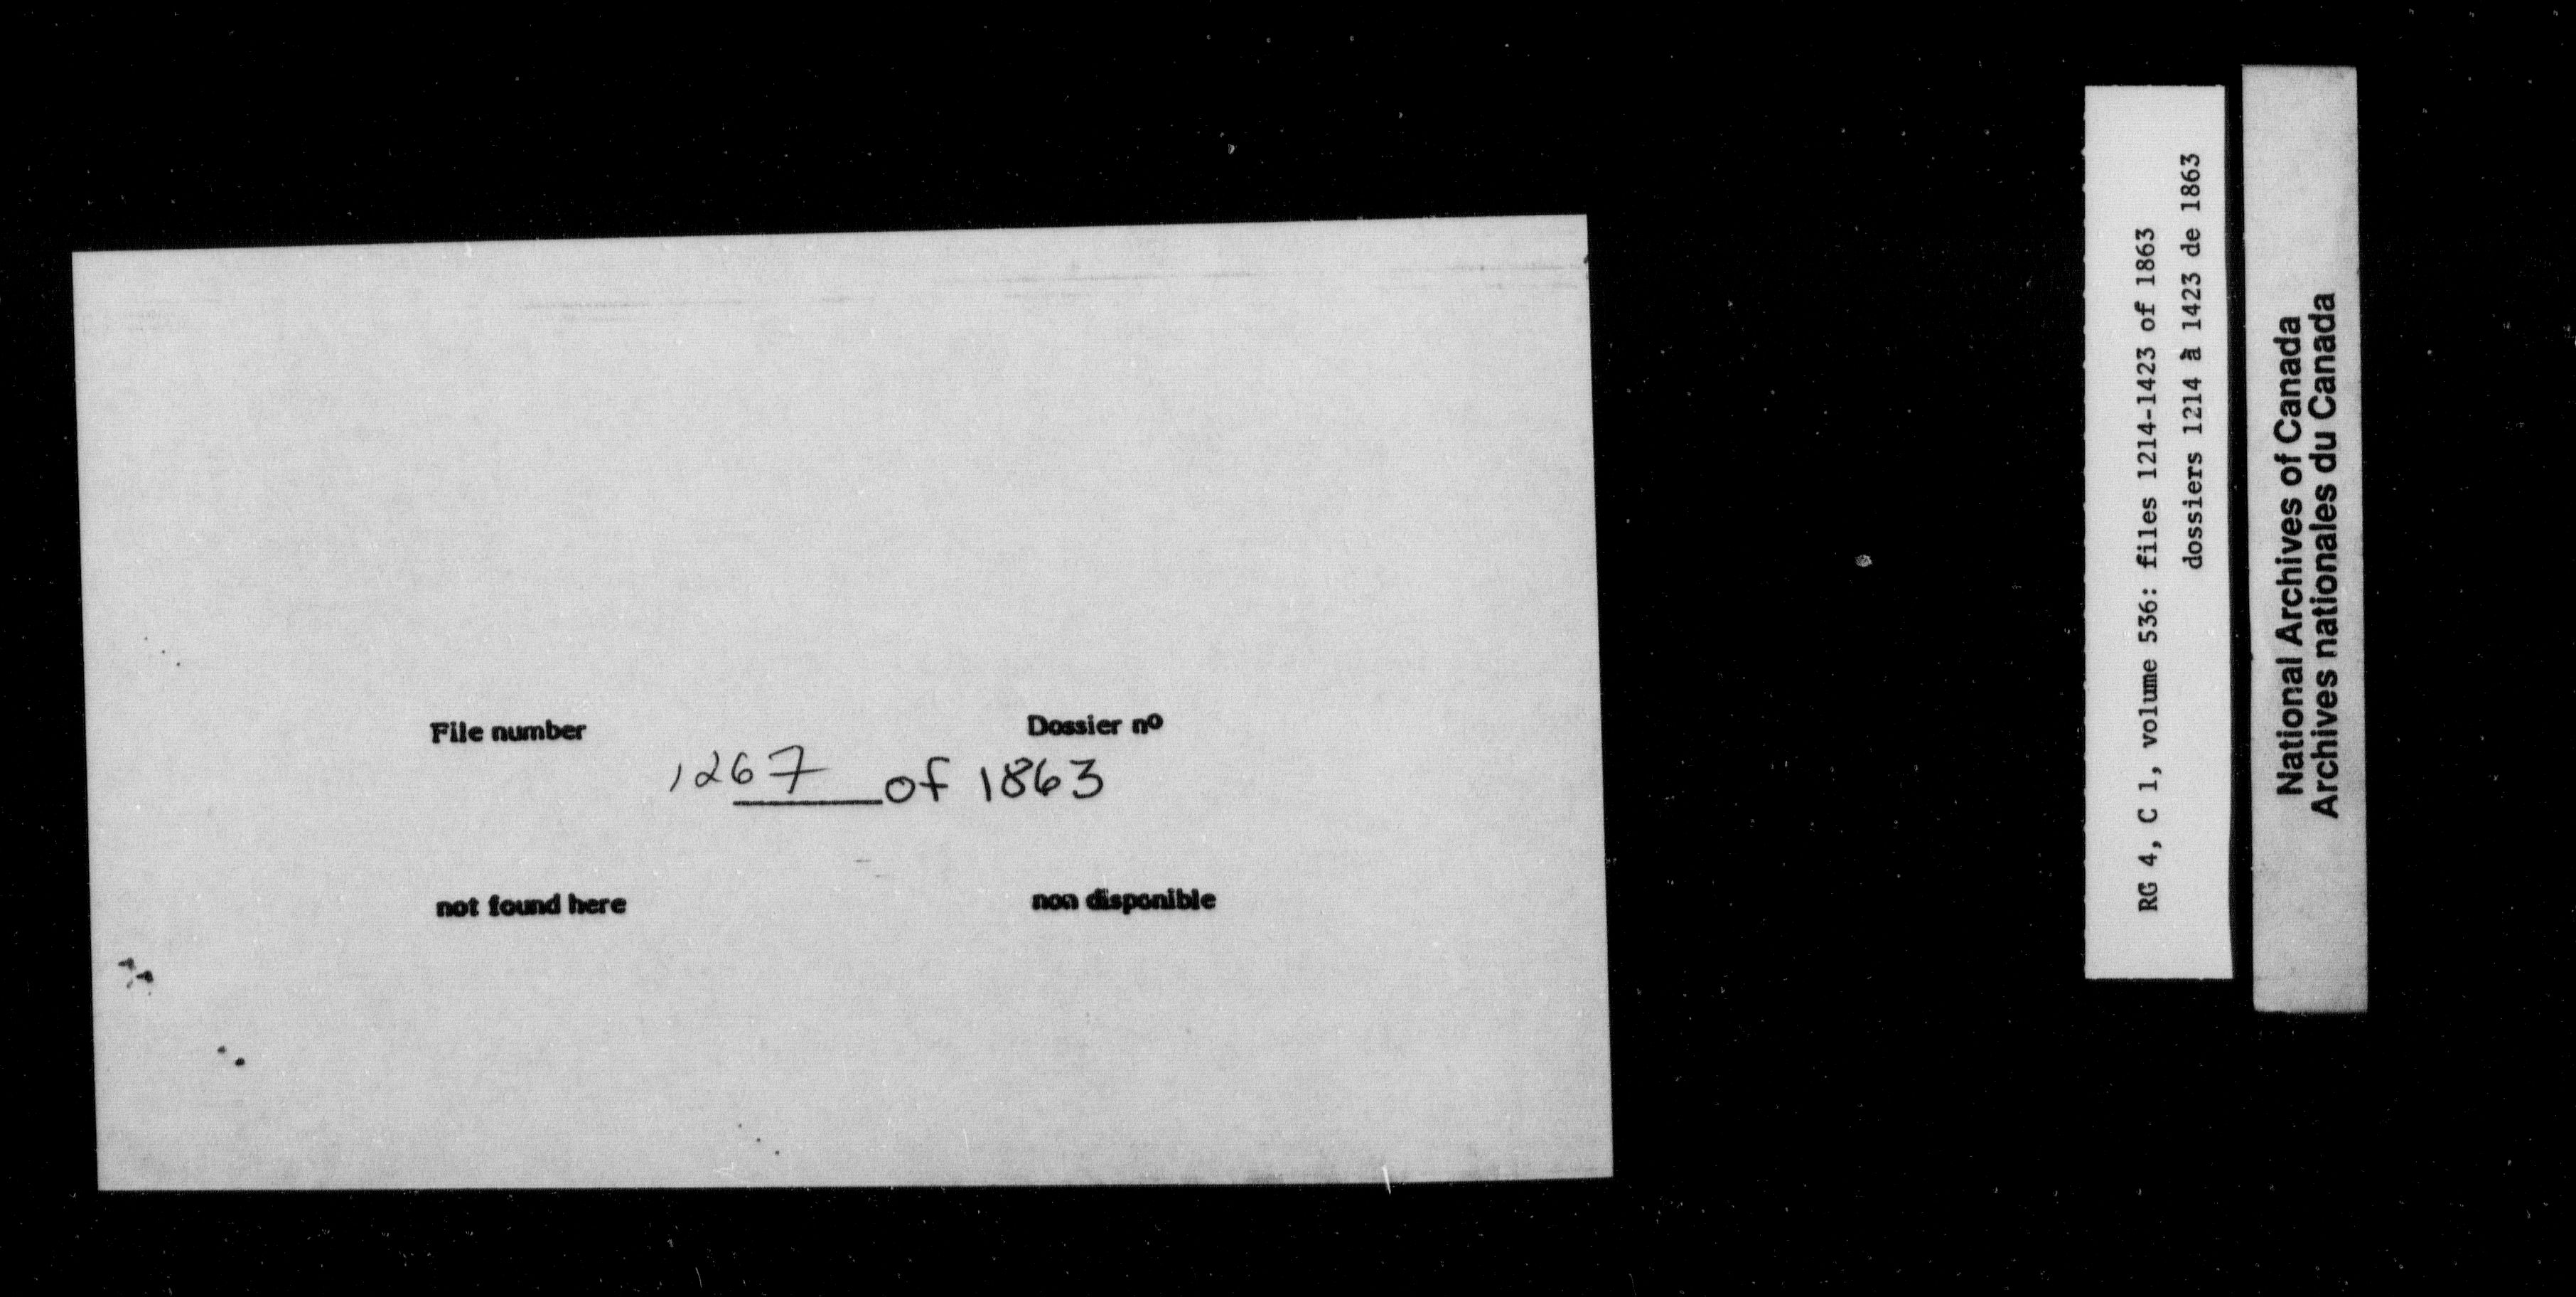 File number Dossier nº
1267 of 1863
not found here non disponible
RG 4, C 1, volume 536: files 1214-1423 of 1863
dossiers 1214 à 1423 de 1863
National Archives of Canada
Archives nationales du Canada